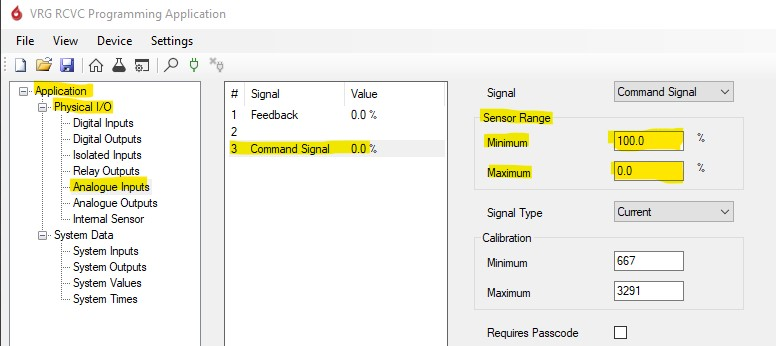 VRG RCVC Programming Application
File View Device Settings
Application
Physical I/O
Digital Inputs
Digital Outputs
Isolated Inputs
Relay Outputs
Analogue Inputs
Analogue Outputs
Internal Sensor
System Data
System Inputs
System Outputs
System Values
System Times
# Signal Value
1 Feedback 0.0 %
2
3 Command Signal 0.0 %
Signal Command Signal
Sensor Range
Minimum 100.0 %
Maximum 0.0 %
Signal Type Current
Calibration
Minimum 667
Maximum 3291
Requires Passcode